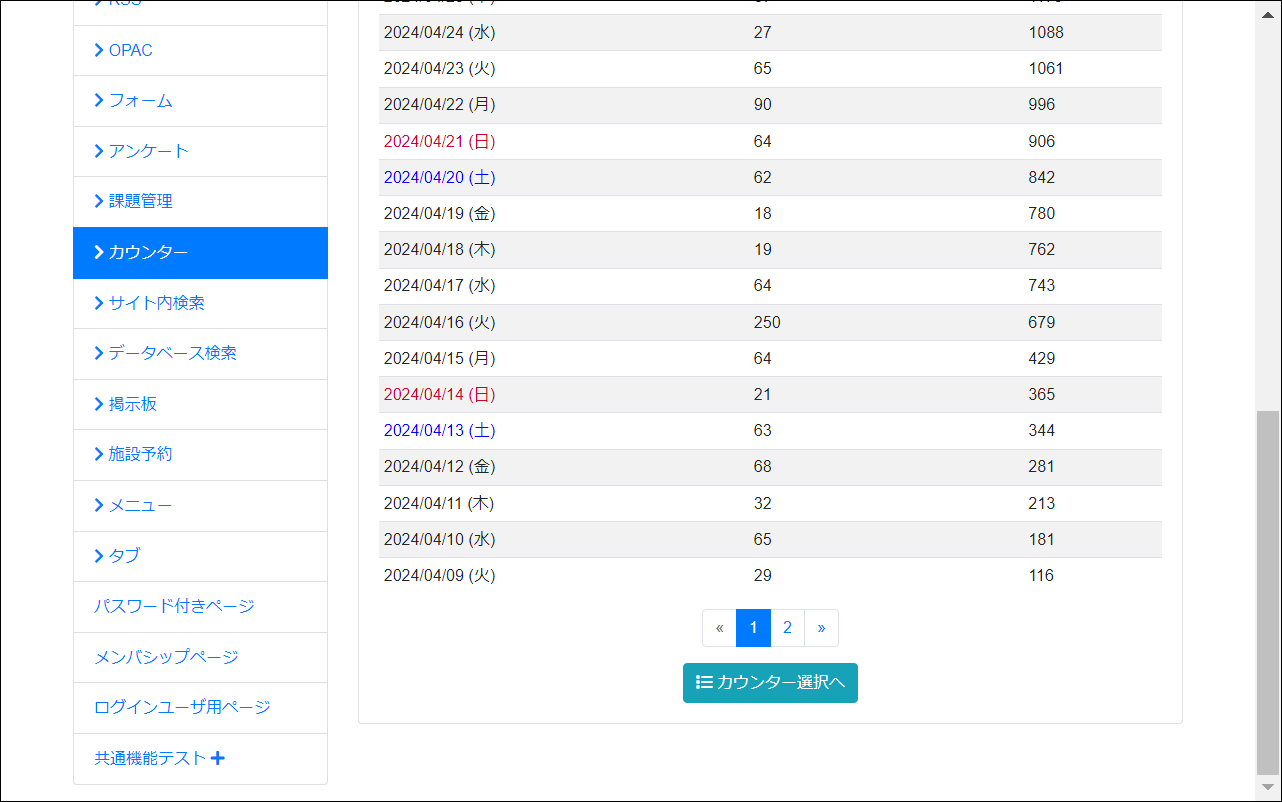 RSS
OPAC
フォーム
アンケート
課題管理
カウンター
サイト内検索
データベース検索
掲示板
施設予約
メニュー
タブ
パスワード付きページ
メンバシップページ
ログインユーザ用ページ
共通機能テスト
2024/04/24 (水) 27 1088
2024/04/23 (火) 65 1061
2024/04/22 (月) 90 996
2024/04/21 (日) 64 906
2024/04/20 (土) 62 842
2024/04/19 (金) 18 780
2024/04/18 (木) 19 762
2024/04/17 (水) 64 743
2024/04/16 (火) 250 679
2024/04/15 (月) 64 429
2024/04/14 (日) 21 365
2024/04/13 (土) 63 344
2024/04/12 (金) 68 281
2024/04/11 (木) 32 213
2024/04/10 (水) 65 181
2024/04/09 (火) 29 116
« 1 2 »
カウンター選択へ